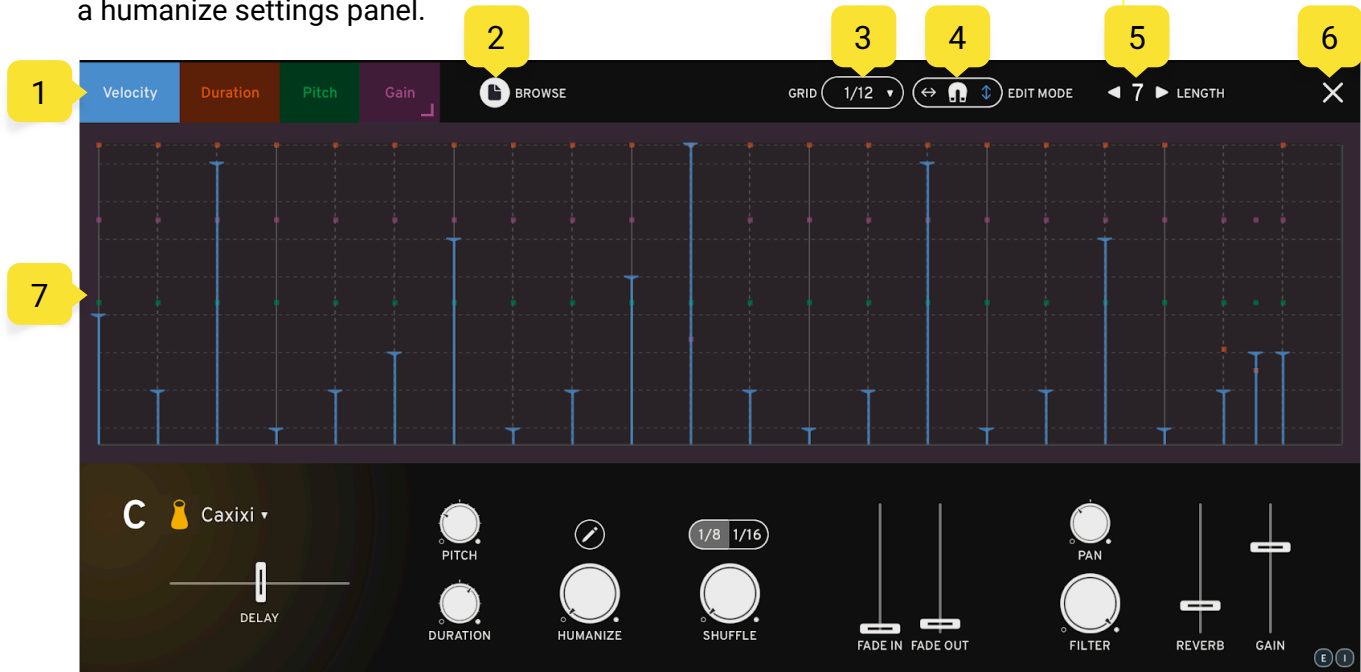 a humanize settings panel.
2 3 4 5 6
1 Velocity Duration Pitch Gain BROWSE GRID 1/12 EDIT MODE 7 LENGTH
7
C Caxixi
1/8 1/16
PITCH PAN
DELAY
DURATION HUMANIZE SHUFFLE FADE IN FADE OUT FILTER REVERB GAIN
E I